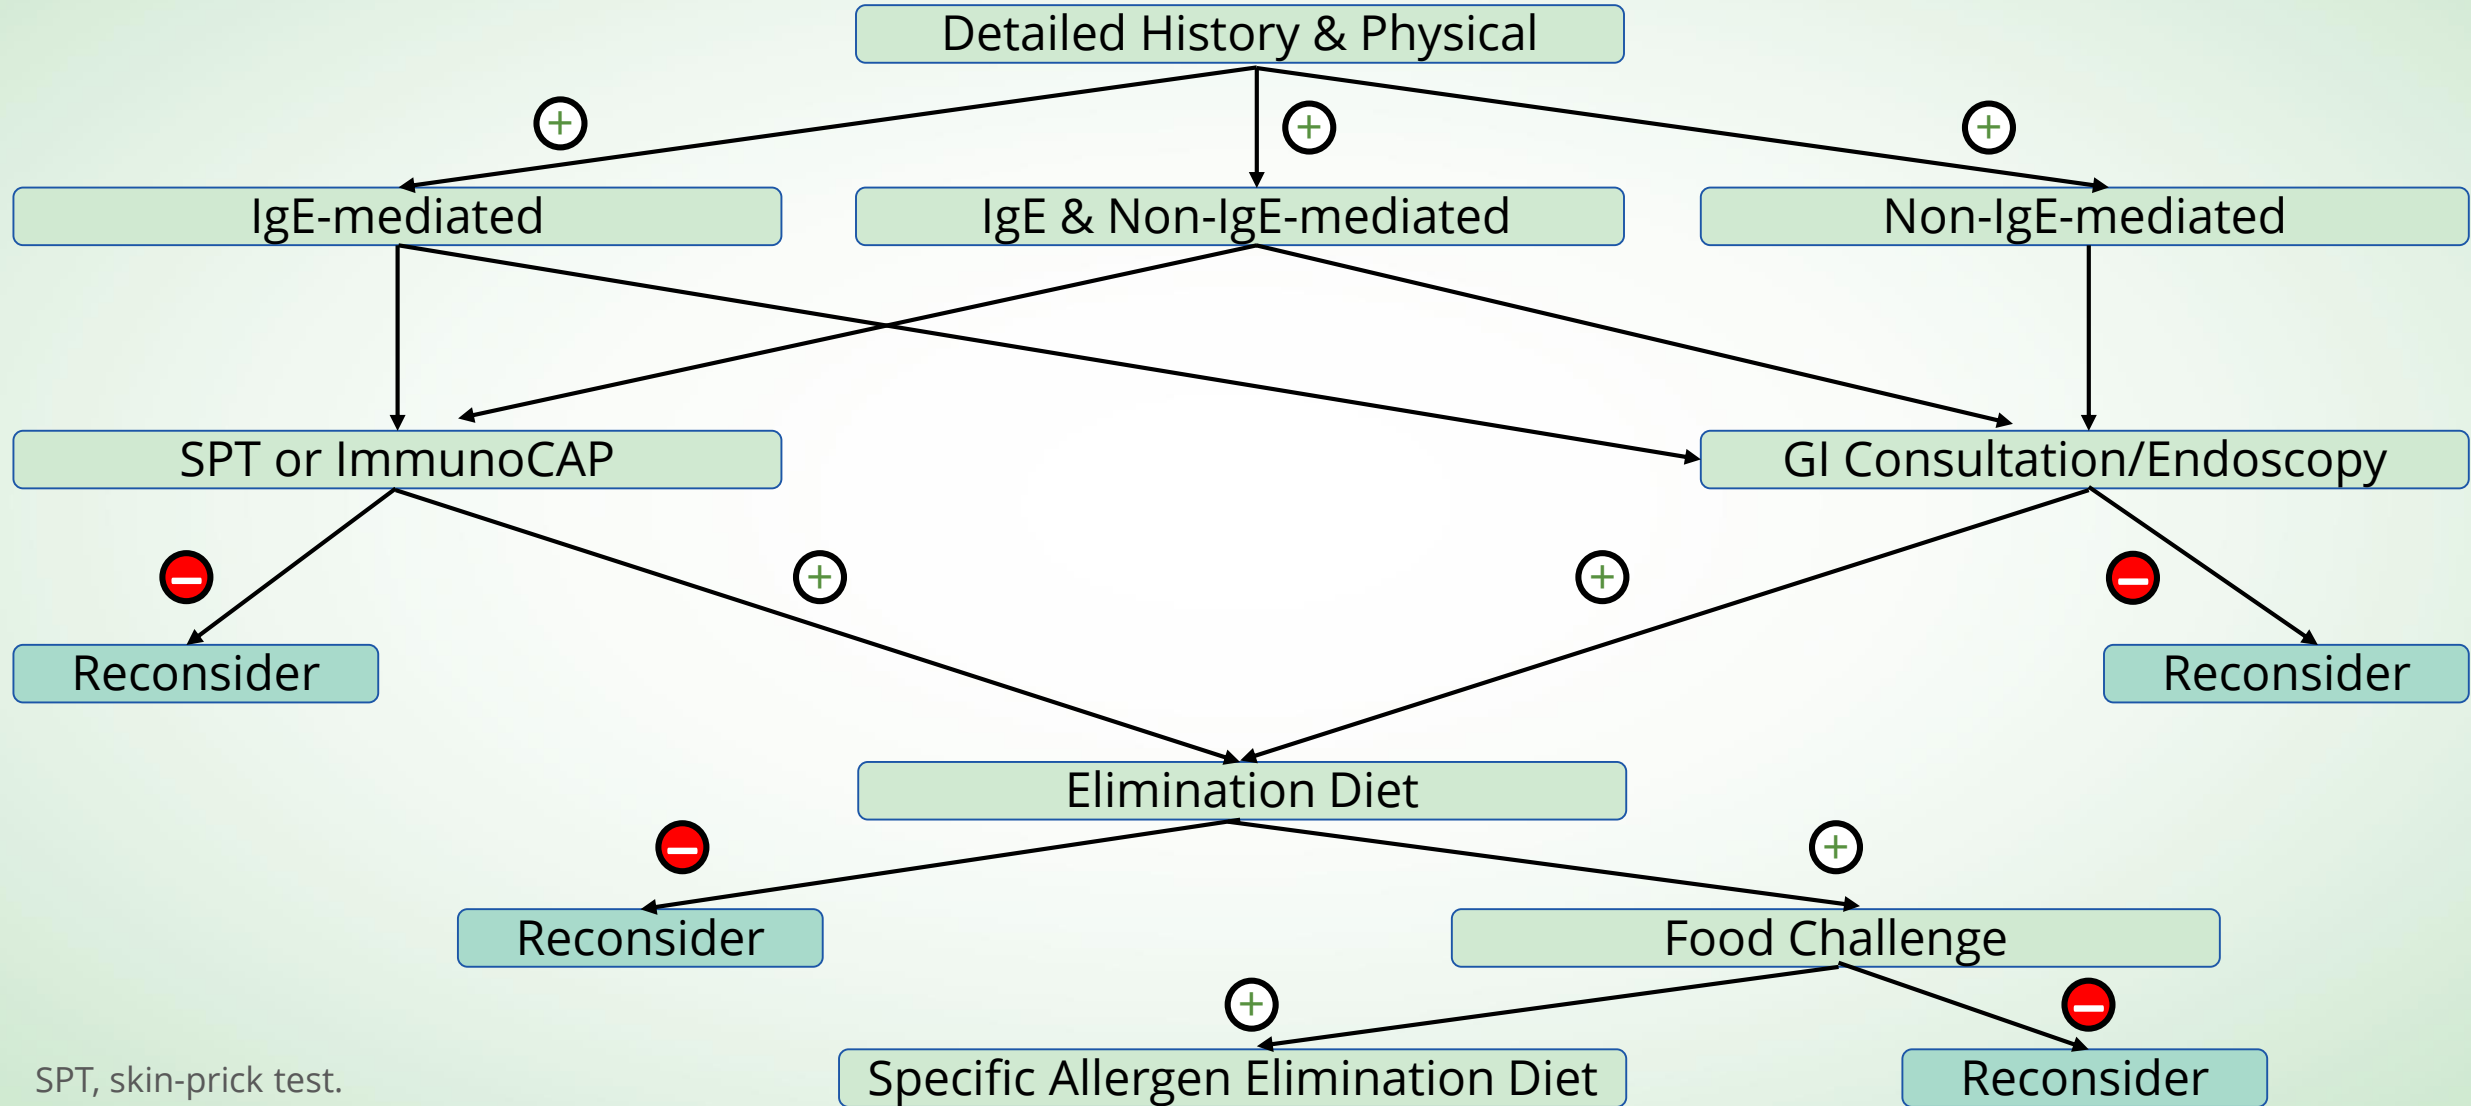 Detailed History & Physical
+
+
+
IgE-mediated
IgE & Non-IgE-mediated
Non-IgE-mediated
SPT or ImmunoCAP
GI Consultation/Endoscopy
–
+
+
–
Reconsider
Reconsider
Elimination Diet
–
+
Reconsider
Food Challenge
+
–
Specific Allergen Elimination Diet
Reconsider
SPT, skin-prick test.